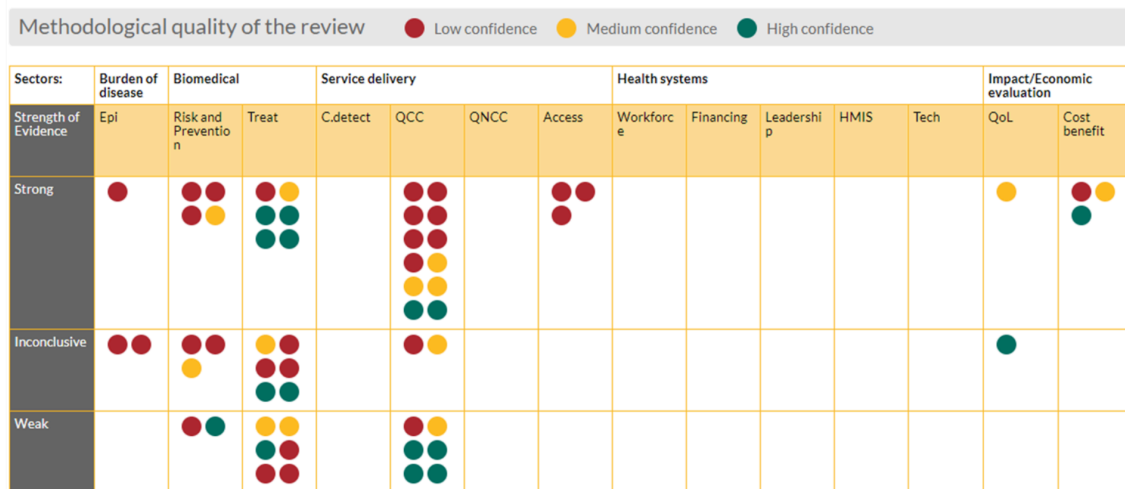 Methodological quality of the review Low confidence Medium confidence High confidence
Sectors: Burden of disease Biomedical Service delivery Health systems Impact/Economic evaluation
Strength of Evidence Epi Risk and Preventio n Treat C.detect QCC QNCC Access Workforc e Financing Leadershi p HMIS Tech QoL Cost benefit
Strong
Inconclusive
Weak